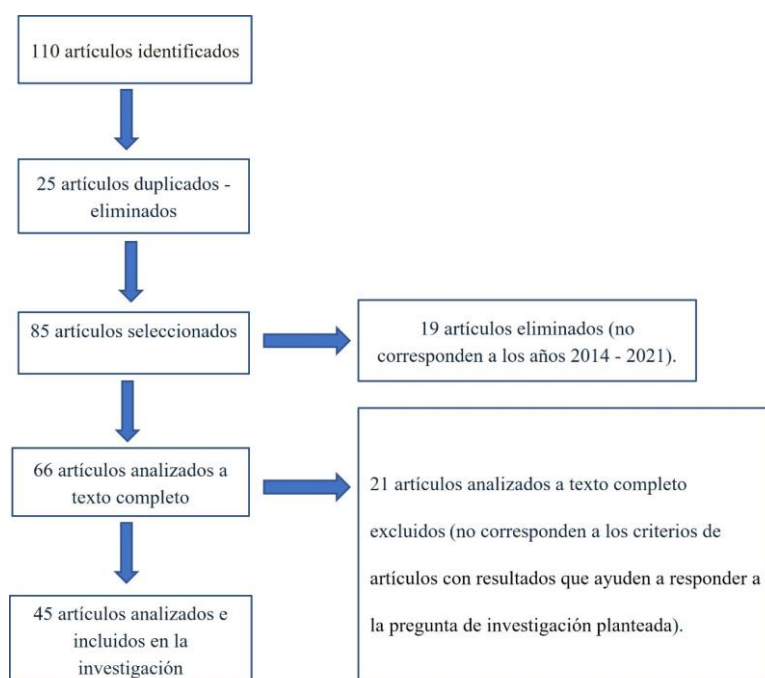 110 artículos identificados
25 artículos duplicados -
eliminados
85 artículos seleccionados
19 artículos eliminados (no
corresponden a los años 2014 - 2021).
66 artículos analizados a
texto completo
21 artículos analizados a texto completo
excluidos (no corresponden a los criterios de
artículos con resultados que ayuden a responder a
la pregunta de investigación planteada).
45 artículos analizados e
incluidos en la
investigación